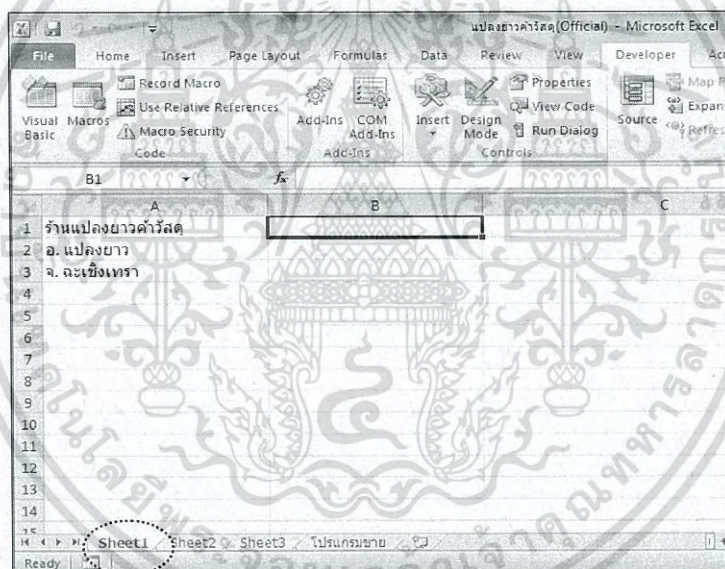 แปลงยาวค้าวัสดุ(Official) - Microsoft Excel
File Home Insert Page Layout Formulas Data Review View Developer
Visual Basic
Macros
Record Macro
Use Relative References
Macro Security
Code
Add-Ins
COM Add-Ins
Add-Ins
Insert
Design Mode
Properties
View Code
Run Dialog
Controls
Source
Map
Expan
Refres
B1 fx
A B C
1 ร้านแปลงยาวค้าวัสดุ
2 อ. แปลงยาว
3 จ. ฉะเชิงเทรา
4
5
6
7
8
9
10
11
12
13
14
15
Sheet1 Sheet2 Sheet3 โปรแกรมขาย
Ready